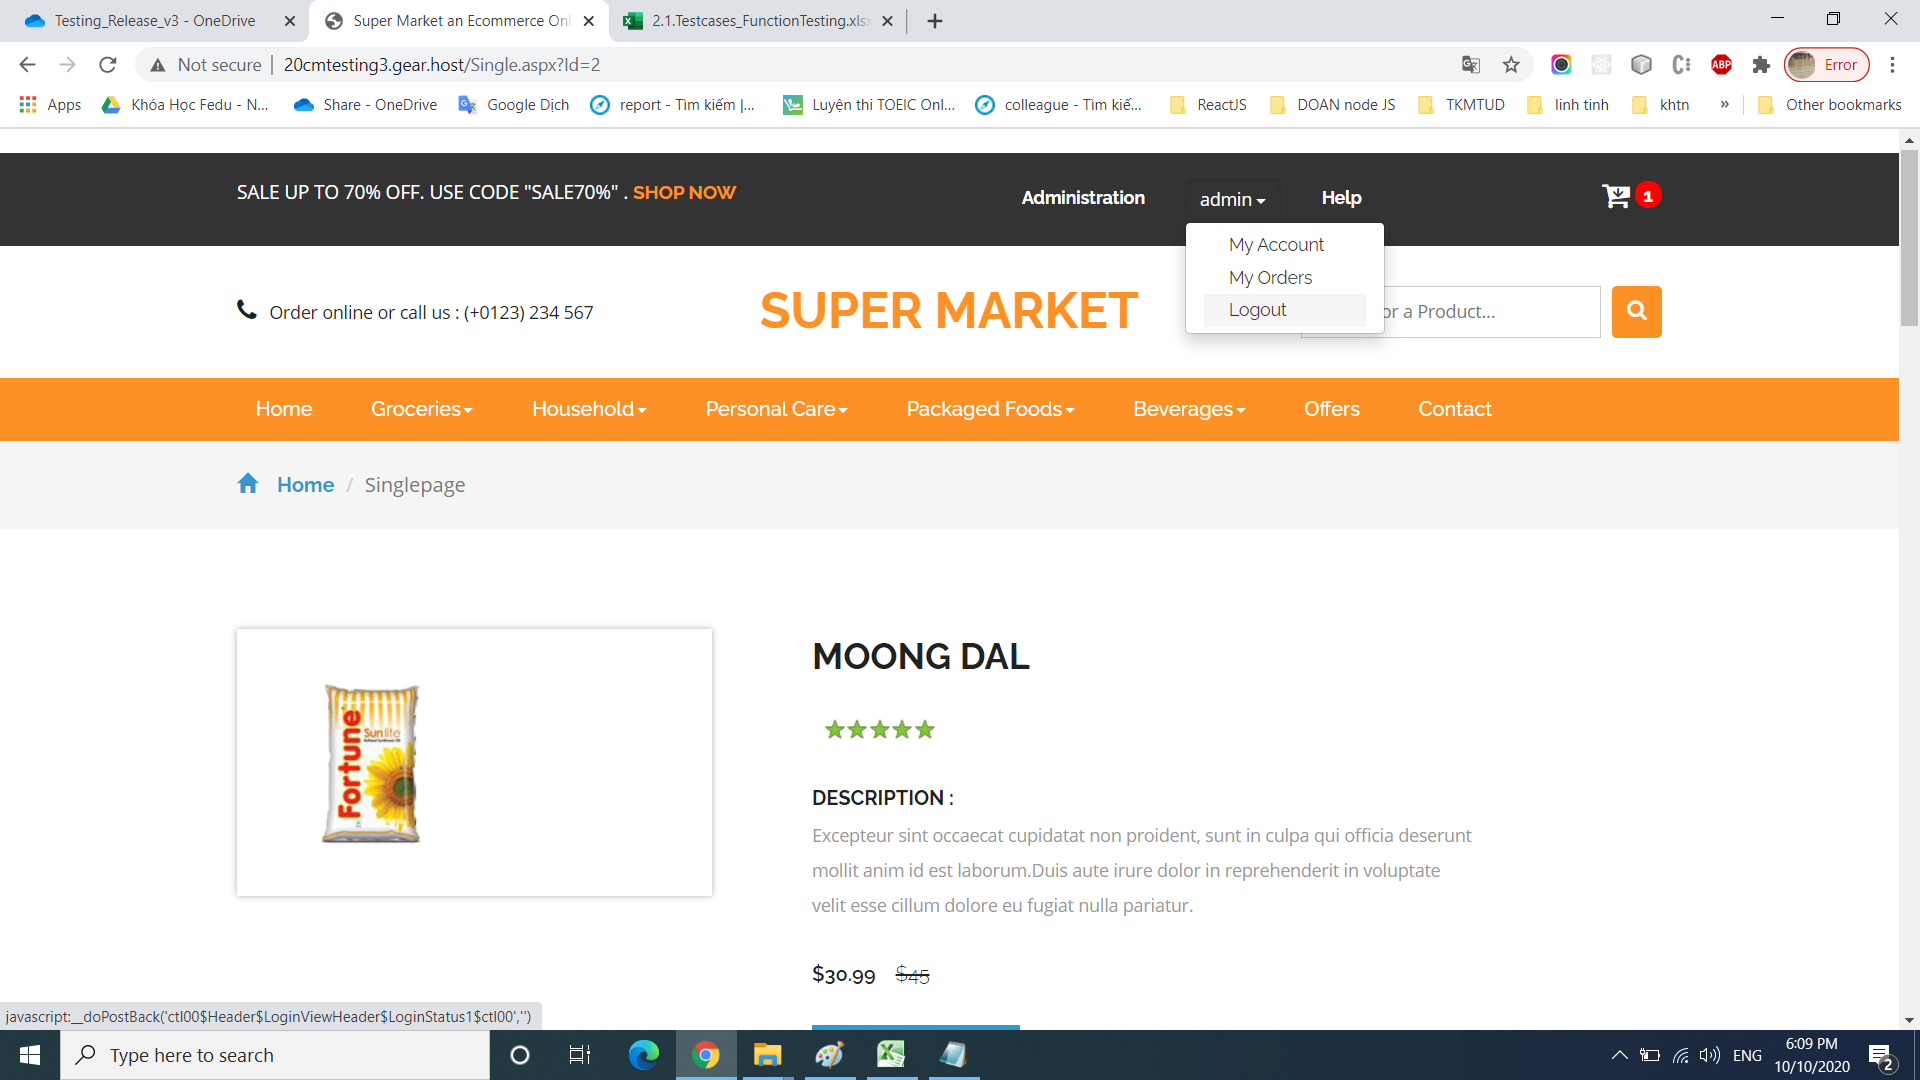 Testing_Release_v3 - OneDrive
Super Market an Ecommerce Onl
2.1.Testcases_FunctionTesting.xlsx
Not secure | 20cmtesting3.gear.host/Single.aspx?Id=2
ABP
Error
Apps
Khóa Học Fedu - N...
Share - OneDrive
Google Dịch
report - Tìm kiếm |...
Luyện thi TOEIC Onl...
colleague - Tìm kiế...
ReactJS
DOAN node JS
TKMTUD
linh tinh
khtn
»
Other bookmarks
SALE UP TO 70% OFF. USE CODE "SALE70%" . SHOP NOW
Administration
admin
Help
1
My Account
My Orders
Logout
Order online or call us : (+0123) 234 567
SUPER MARKET
or a Product...
Home
Groceries
Household
Personal Care
Packaged Foods
Beverages
Offers
Contact
Home / Singlepage
Fortune
Sunlite
MOONG DAL
DESCRIPTION :
Excepteur sint occaecat cupidatat non proident, sunt in culpa qui officia deserunt
mollit anim id est laborum.Duis aute irure dolor in reprehenderit in voluptate
velit esse cillum dolore eu fugiat nulla pariatur.
$30.99 $45
javascript:__doPostBack('ctl00$Header$LoginViewHeader$LoginStatus1$ctl00','')
Type here to search
ENG
6:09 PM
10/10/2020
2